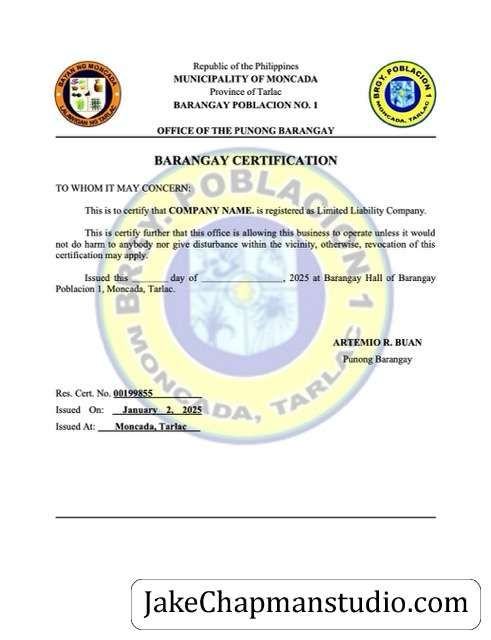 Republic of the Philippines
MUNICIPALITY OF MONCADA
Province of Tarlac
BARANGAY POBLACION NO. 1
OFFICE OF THE PUNONG BARANGAY
BAYAN NG MONCADA
LALAWIGAN NG TARLAC
BRGY. POBLACION 1
MONCADA, TARLAC
BARANGAY CERTIFICATION
TO WHOM IT MAY CONCERN:
This is to certify that COMPANY NAME. is registered as Limited Liability Company.
This is certify further that this office is allowing this business to operate unless it would
not do harm to anybody nor give disturbance within the vicinity, otherwise, revocation of this
certification may apply.
Issued this ________ day of __________________, 2025 at Barangay Hall of Barangay
Poblacion 1, Moncada, Tarlac.
ARTEMIO R. BUAN
Punong Barangay
Res. Cert. No. 00199855
Issued On: January 2, 2025
Issued At: Moncada, Tarlac
BRGY. POBLACION 1
MONCADA, TARLAC
JakeChapmanstudio.com